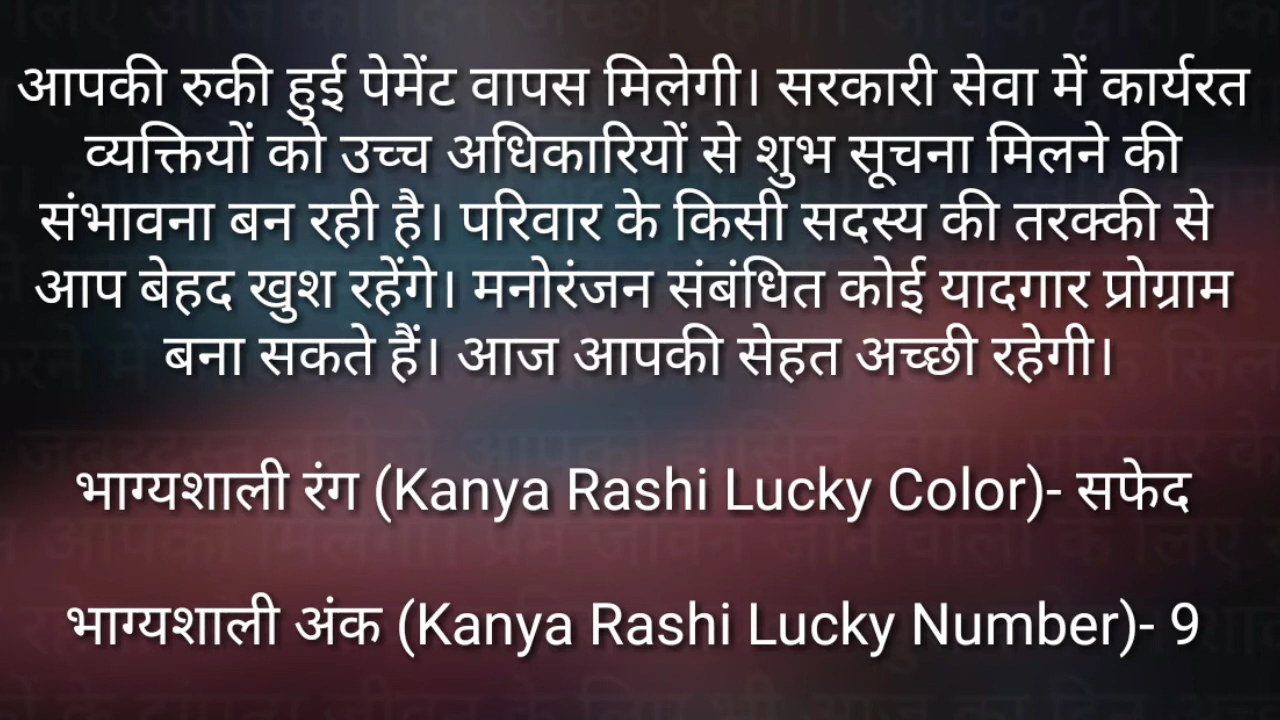 आपकी रुकी हुई पेमेंट वापस मिलेगी। सरकारी सेवा में कार्यरत
व्यक्तियों को उच्च अधिकारियों से शुभ सूचना मिलने की
संभावना बन रही है। परिवार के किसी सदस्य की तरक्की से
आप बेहद खुश रहेंगे। मनोरंजन संबंधित कोई यादगार प्रोग्राम
बना सकते हैं। आज आपकी सेहत अच्छी रहेगी।
भाग्यशाली रंग (Kanya Rashi Lucky Color)- सफेद
भाग्यशाली अंक (Kanya Rashi Lucky Number)- 9